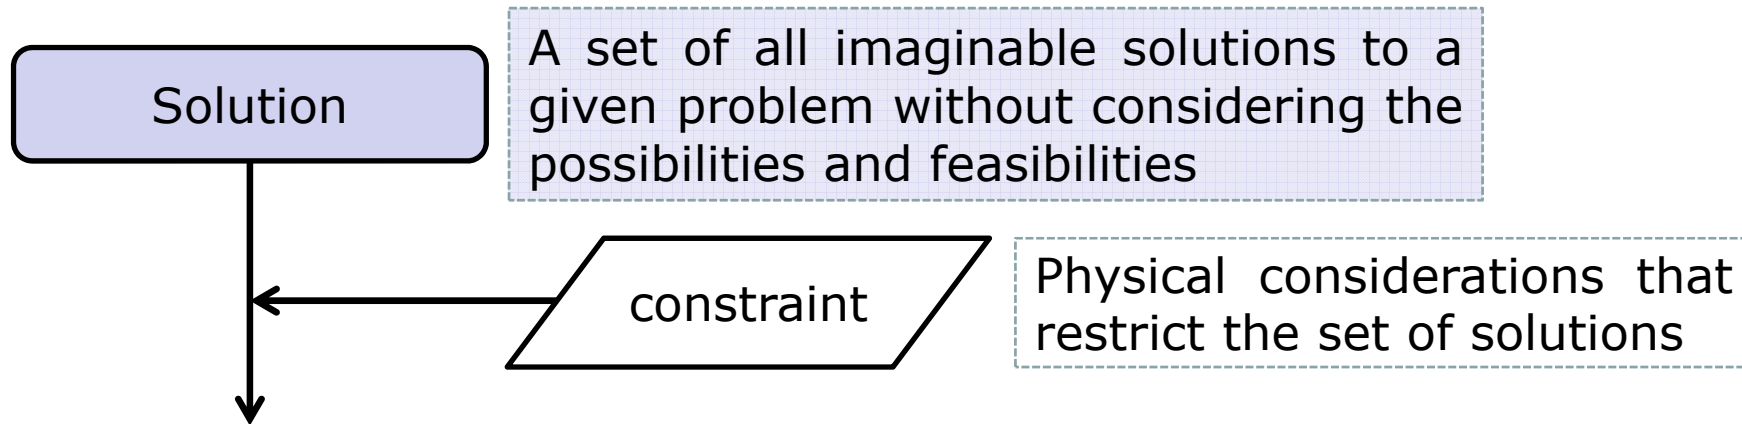 Solution
A set of all imaginable solutions to a
given problem without considering the
possibilities and feasibilities
constraint
Physical considerations that
restrict the set of solutions